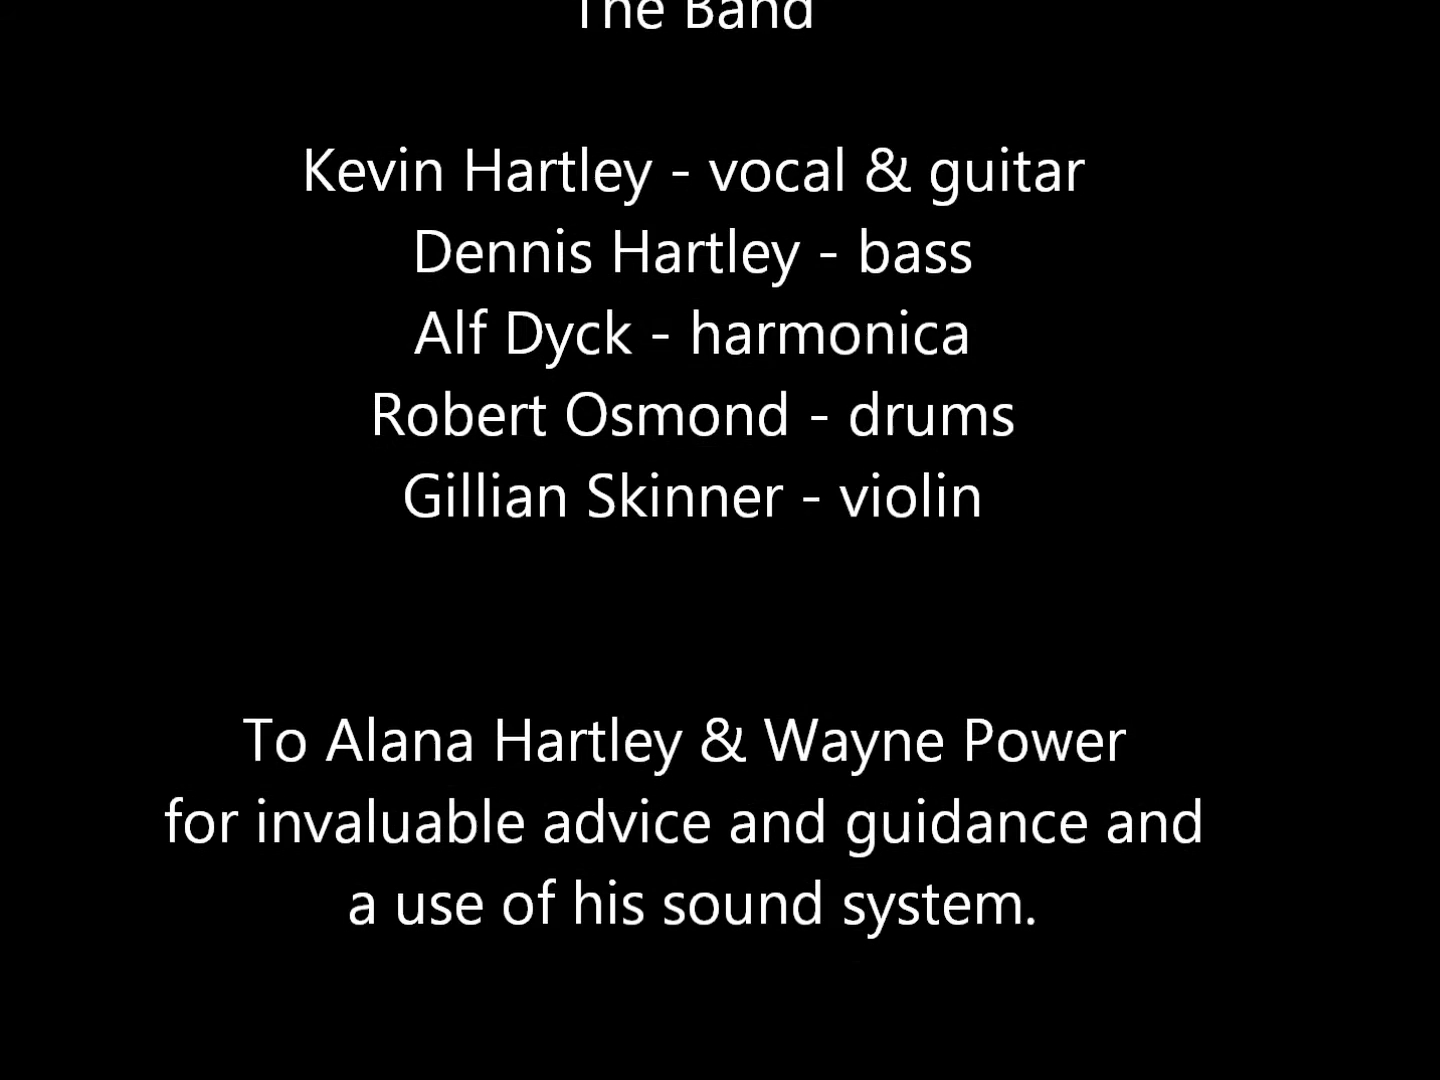 The Band
Kevin Hartley - vocal & guitar
Dennis Hartley - bass
Alf Dyck - harmonica
Robert Osmond - drums
Gillian Skinner - violin
To Alana Hartley & Wayne Power
for invaluable advice and guidance and
a use of his sound system.